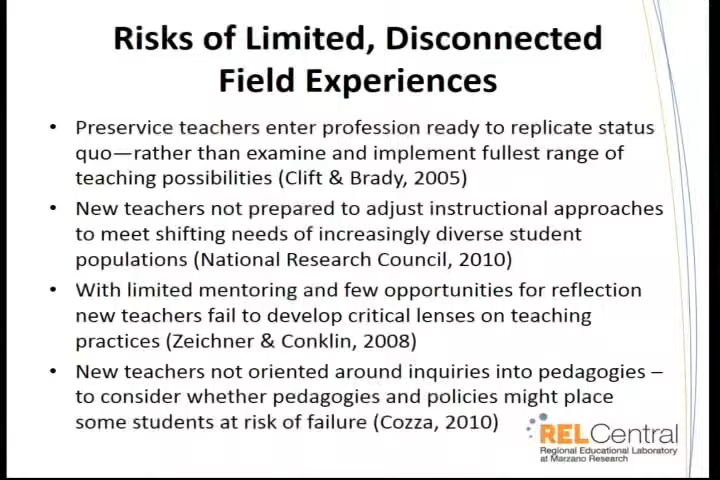 Risks of Limited, Disconnected
Field Experiences
• Preservice teachers enter profession ready to replicate status
quo—rather than examine and implement fullest range of
teaching possibilities (Clift & Brady, 2005)
• New teachers not prepared to adjust instructional approaches
to meet shifting needs of increasingly diverse student
populations (National Research Council, 2010)
• With limited mentoring and few opportunities for reflection
new teachers fail to develop critical lenses on teaching
practices (Zeichner & Conklin, 2008)
• New teachers not oriented around inquiries into pedagogies –
to consider whether pedagogies and policies might place
some students at risk of failure (Cozza, 2010)
RELCentral
Regional Educational Laboratory
at Marzano Research